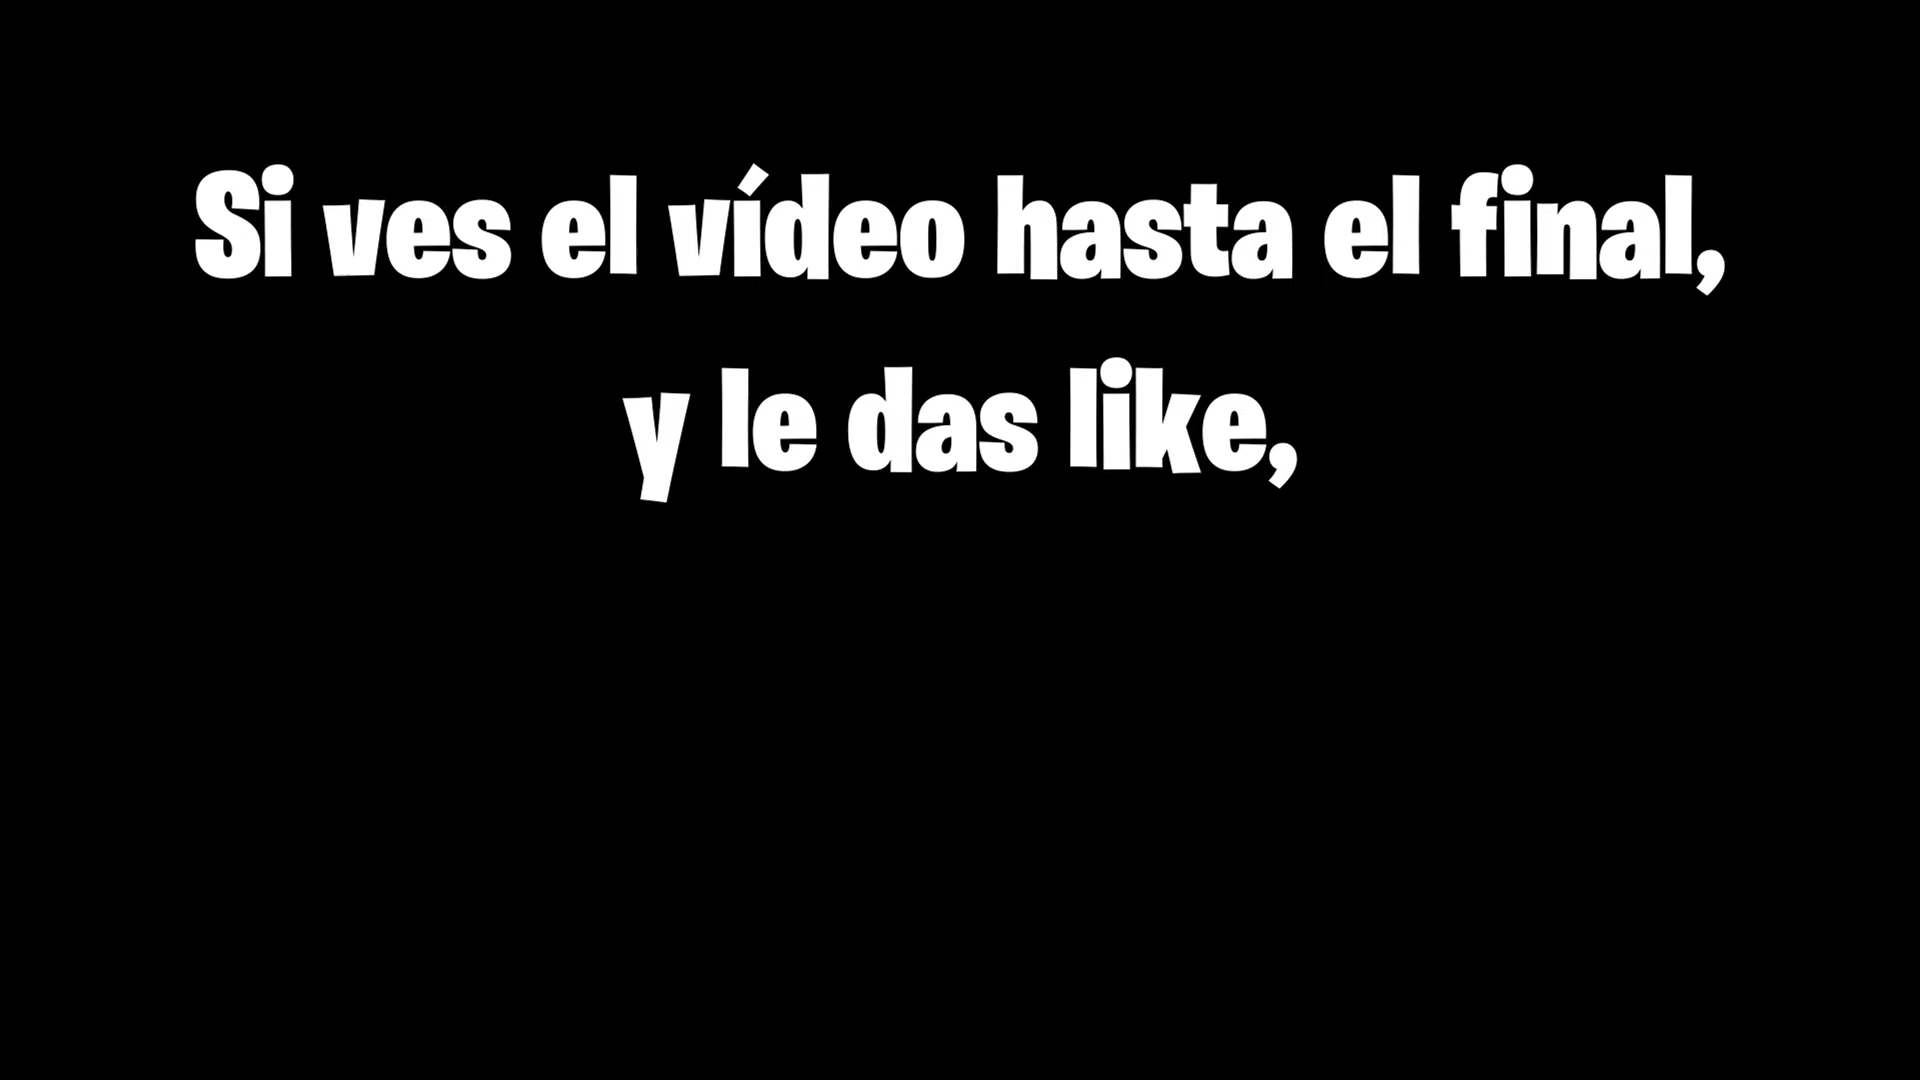 Si ves el vídeo hasta el final,
y le das like,